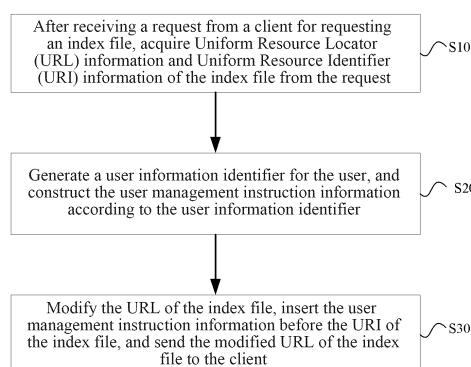 After receiving a request from a client for requesting
an index file, acquire Uniform Resource Locator
(URL) information and Uniform Resource Identifier
(URI) information of the index file from the request
S10
Generate a user information identifier for the user, and
construct the user management instruction information
according to the user information identifier
S20
Modify the URL of the index file, insert the user
management instruction information before the URI of
the index file, and send the modified URL of the index
file to the client
S30